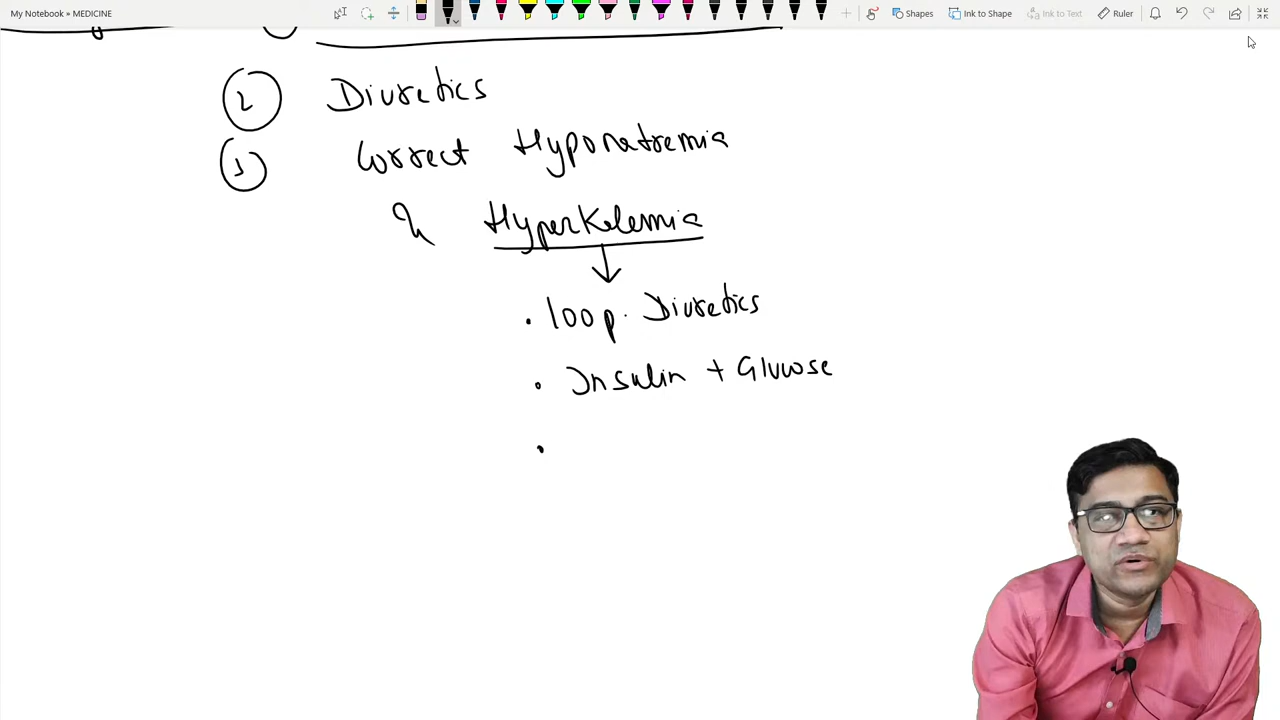 My Notebook » MEDICINE
Shapes Ink to Shape Ink to Text Ruler
2 Diuretics
3 Correct Hyponatremia
& Hyperkalemia
• loop. Diuretics
• Insulin + Glucose
•